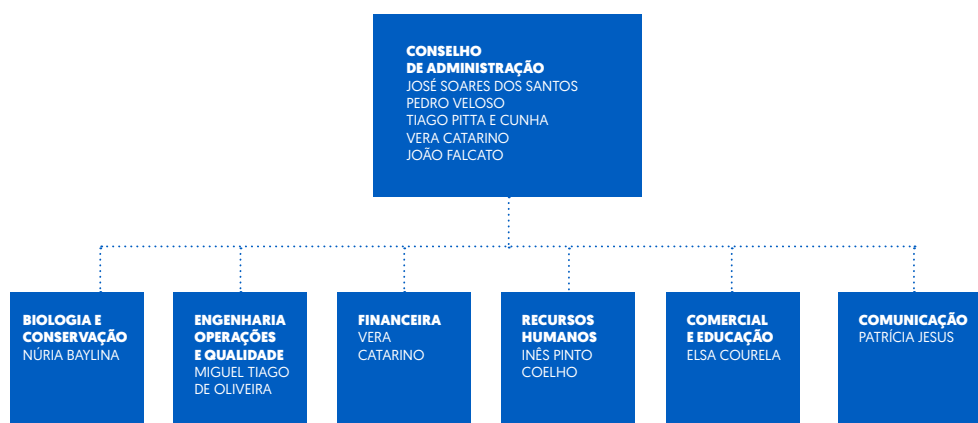 CONSELHO
DE ADMINISTRAÇÃO
JOSÉ SOARES DOS SANTOS
PEDRO VELOSO
TIAGO PITTA E CUNHA
VERA CATARINO
JOÃO FALCATO
BIOLOGIA E
CONSERVAÇÃO
NÚRIA BAYLINA
ENGENHARIA
OPERAÇÕES
E QUALIDADE
MIGUEL TIAGO
DE OLIVEIRA
FINANCEIRA
VERA
CATARINO
RECURSOS
HUMANOS
INÊS PINTO
COELHO
COMERCIAL
E EDUCAÇÃO
ELSA COURELA
COMUNICAÇÃO
PATRÍCIA JESUS